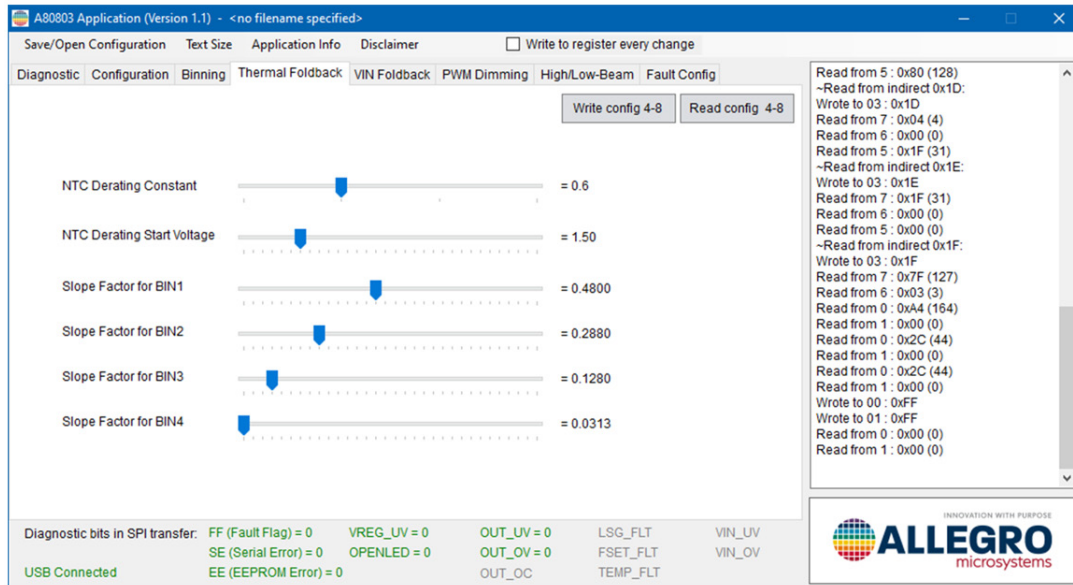 A80803 Application (Version 1.1) - <no filename specified>
Save/Open Configuration Text Size Application Info Disclaimer Write to register every change
Diagnostic Configuration Binning Thermal Foldback VIN Foldback PWM Dimming High/Low-Beam Fault Config
Write config 4-8 Read config 4-8
NTC Derating Constant = 0.6
NTC Derating Start Voltage = 1.50
Slope Factor for BIN1 = 0.4800
Slope Factor for BIN2 = 0.2880
Slope Factor for BIN3 = 0.1280
Slope Factor for BIN4 = 0.0313
Read from 5 : 0x80 (128)
~Read from indirect 0x1D:
Wrote to 03 : 0x1D
Read from 7 : 0x04 (4)
Read from 6 : 0x00 (0)
Read from 5 : 0x1F (31)
~Read from indirect 0x1E:
Wrote to 03 : 0x1E
Read from 7 : 0x1F (31)
Read from 6 : 0x00 (0)
Read from 5 : 0x00 (0)
~Read from indirect 0x1F:
Wrote to 03 : 0x1F
Read from 7 : 0x7F (127)
Read from 6 : 0x03 (3)
Read from 0 : 0xA4 (164)
Read from 1 : 0x00 (0)
Read from 0 : 0x2C (44)
Read from 1 : 0x00 (0)
Read from 0 : 0x2C (44)
Read from 1 : 0x00 (0)
Wrote to 00 : 0xFF
Wrote to 01 : 0xFF
Read from 0 : 0x00 (0)
Read from 1 : 0x00 (0)
Diagnostic bits in SPI transfer: FF (Fault Flag) = 0 VREG_UV = 0 OUT_UV = 0 LSG_FLT VIN_UV
SE (Serial Error) = 0 OPENLED = 0 OUT_OV = 0 FSET_FLT VIN_OV
USB Connected EE (EEPROM Error) = 0 OUT_OC TEMP_FLT
INNOVATION WITH PURPOSE
ALLEGRO
microsystems